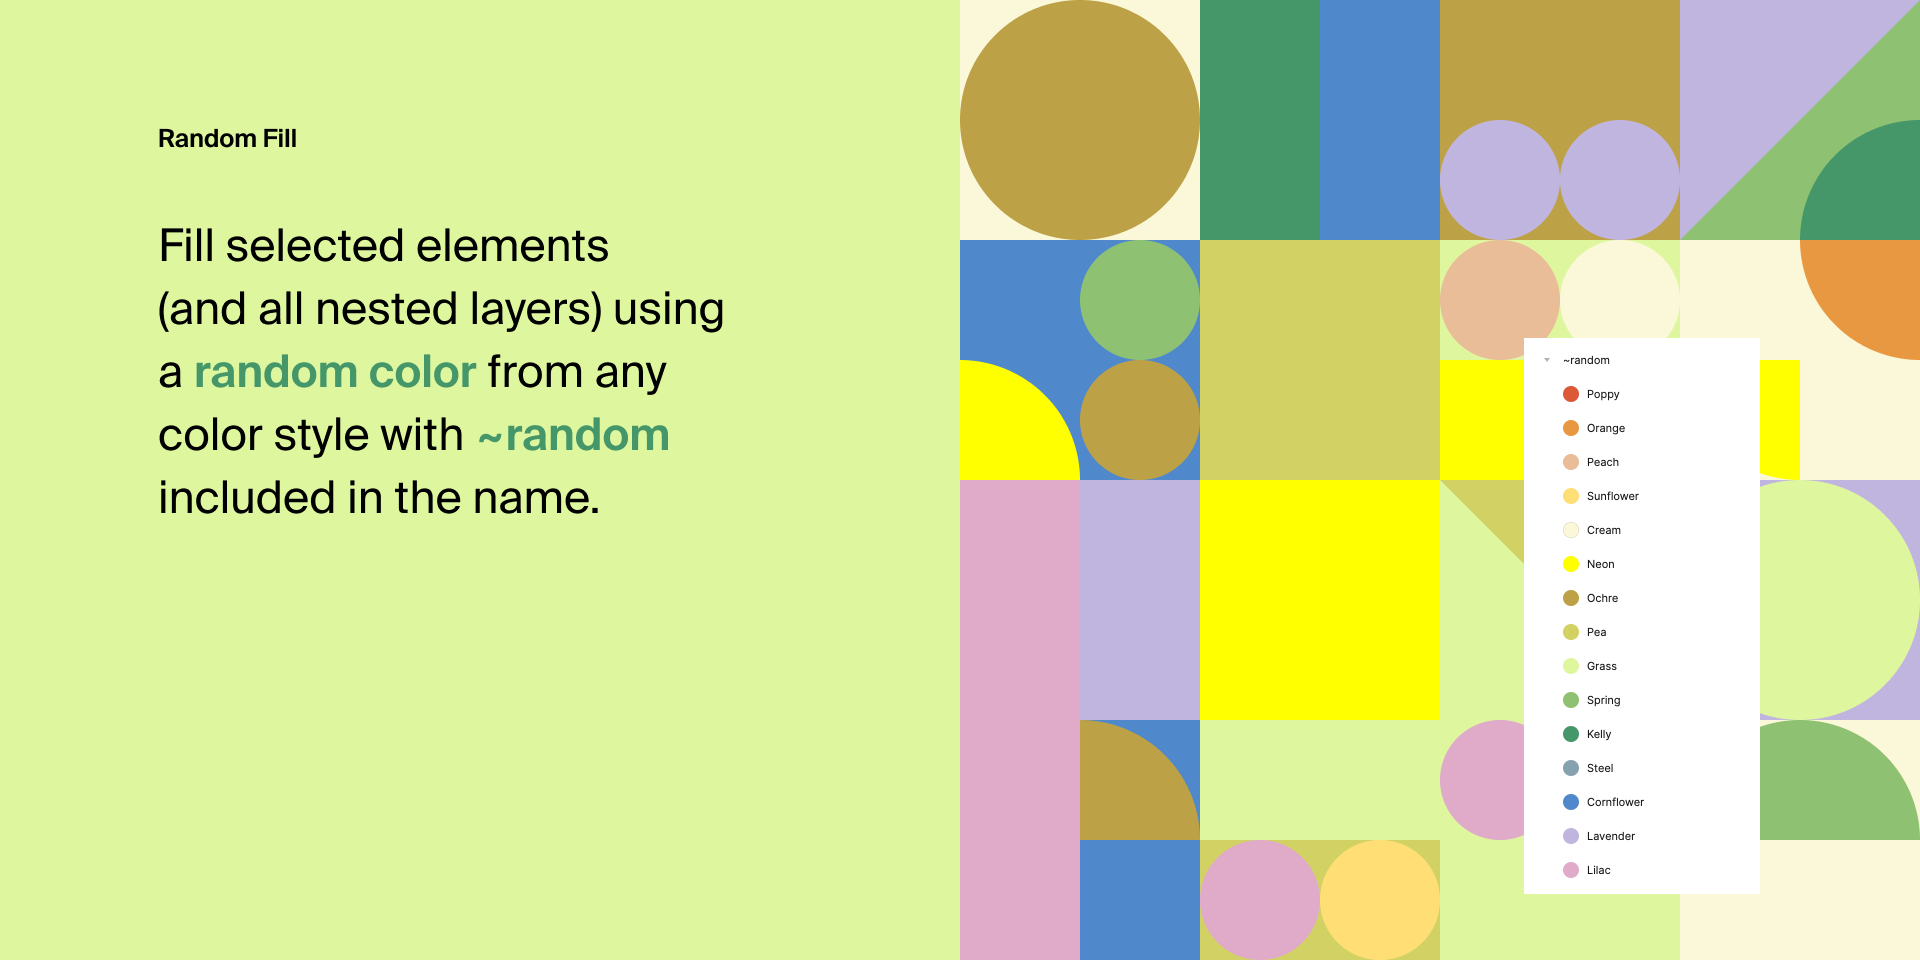 Random Fill
Fill selected elements
(and all nested layers) using
a random color from any
color style with ~random
included in the name.
~random
Poppy
Orange
Peach
Sunflower
Cream
Neon
Ochre
Pea
Grass
Spring
Kelly
Steel
Cornflower
Lavender
Lilac